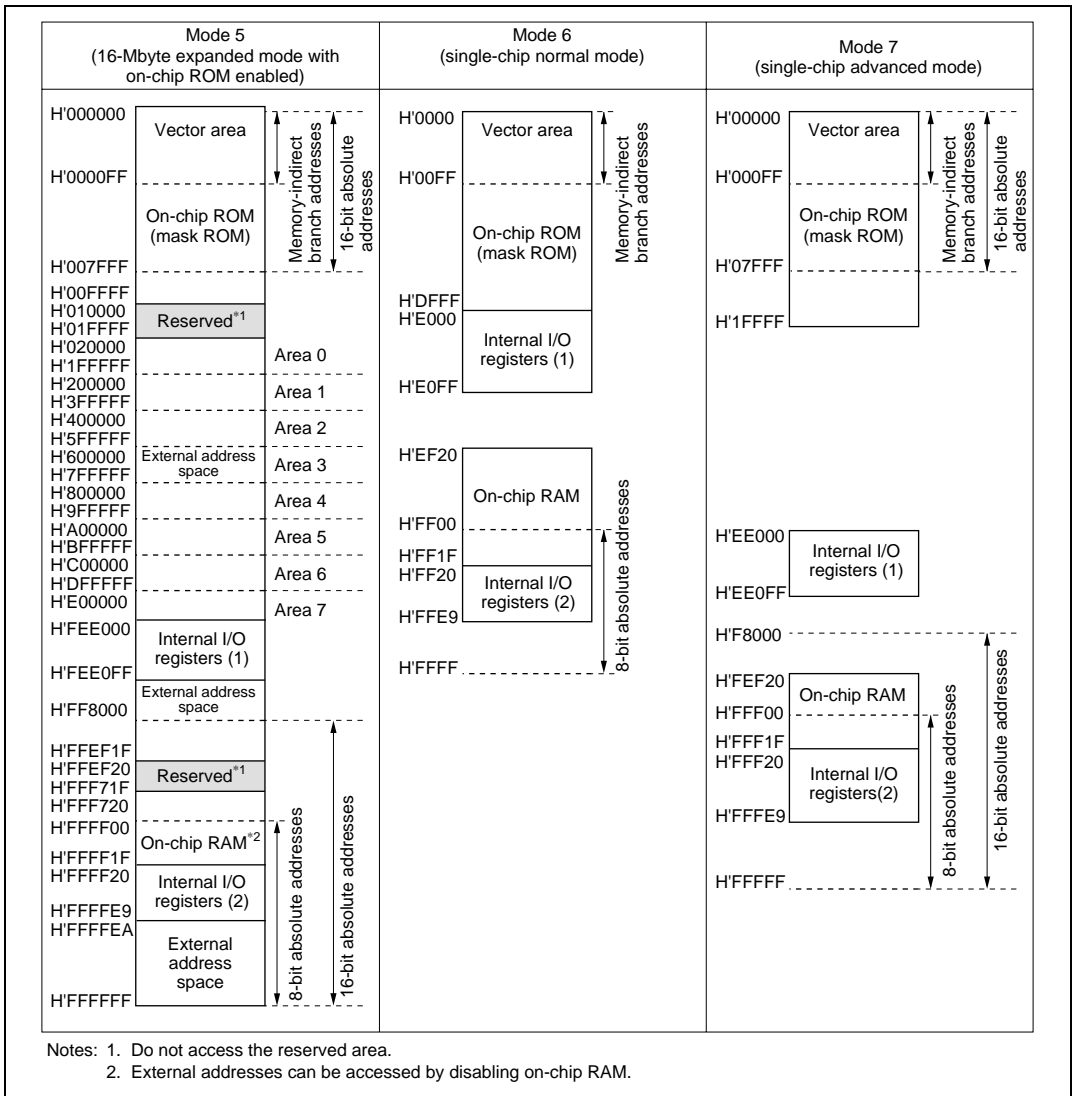 Mode 5
(16-Mbyte expanded mode with
on-chip ROM enabled)
H'000000
Vector area
H'0000FF
On-chip ROM
(mask ROM)
H'007FFF
Memory-indirect
branch addresses
16-bit absolute
addresses
H'00FFFF
H'010000
Reserved*1
H'01FFFF
H'020000
Area 0
H'1FFFFF
H'200000
Area 1
H'3FFFFF
H'400000
Area 2
H'5FFFFF
H'600000
External address
space
Area 3
H'7FFFFF
H'800000
Area 4
H'9FFFFF
H'A00000
Area 5
H'BFFFFF
H'C00000
Area 6
H'DFFFFF
H'E00000
Area 7
H'FEE000
Internal I/O
registers (1)
H'FEE0FF
External address
space
H'FF8000
H'FFEF1F
H'FFEF20
Reserved*1
H'FFF71F
H'FFF720
H'FFFF00
On-chip RAM*2
H'FFFF1F
H'FFFF20
Internal I/O
registers (2)
H'FFFFE9
H'FFFFEA
External
address
space
H'FFFFFF
8-bit absolute addresses
16-bit absolute addresses
Mode 6
(single-chip normal mode)
H'0000
Vector area
H'00FF
On-chip ROM
(mask ROM)
Memory-indirect
branch addresses
H'DFFF
H'E000
Internal I/O
registers (1)
H'E0FF
H'EF20
On-chip RAM
H'FF00
H'FF1F
H'FF20
Internal I/O
registers (2)
H'FFE9
H'FFFF
8-bit absolute addresses
Mode 7
(single-chip advanced mode)
H'00000
Vector area
H'000FF
On-chip ROM
(mask ROM)
H'07FFF
Memory-indirect
branch addresses
16-bit absolute
addresses
H'1FFFF
H'EE000
Internal I/O
registers (1)
H'EE0FF
H'F8000
H'FEF20
On-chip RAM
H'FFF00
H'FFF1F
H'FFF20
Internal I/O
registers(2)
H'FFFE9
H'FFFFF
8-bit absolute addresses
16-bit absolute addresses
Notes: 1. Do not access the reserved area.
2. External addresses can be accessed by disabling on-chip RAM.